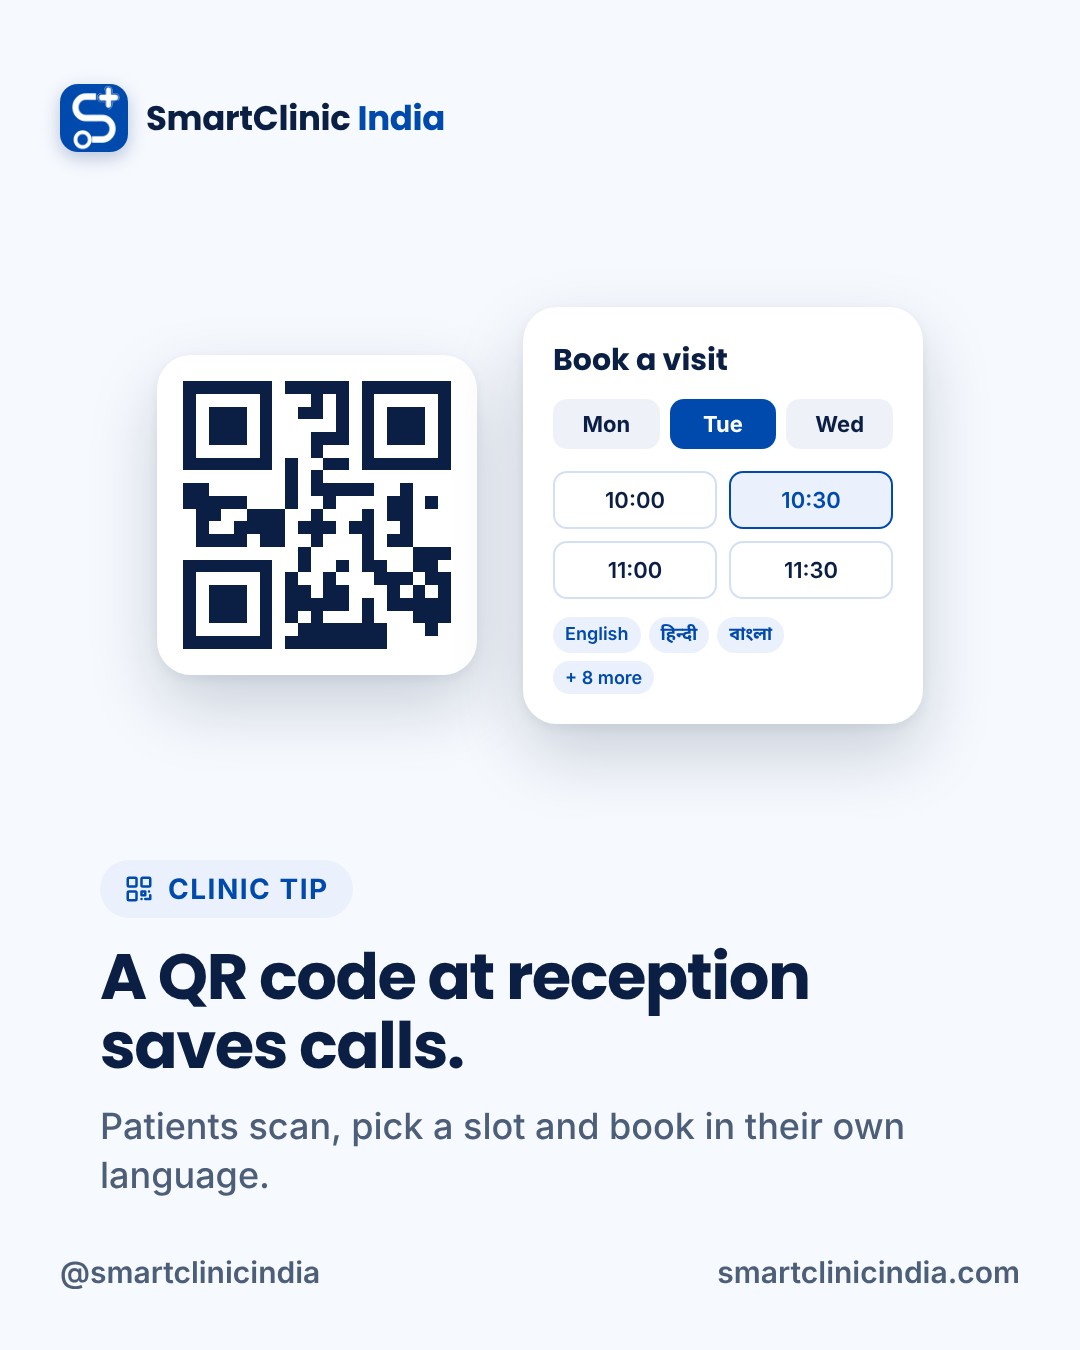 SmartClinic India
Book a visit
Mon Tue Wed
10:00 10:30
11:00 11:30
English हिन्दी বাংলা
+ 8 more
CLINIC TIP
A QR code at reception
saves calls.
Patients scan, pick a slot and book in their own
language.
@smartclinicindia smartclinicindia.com